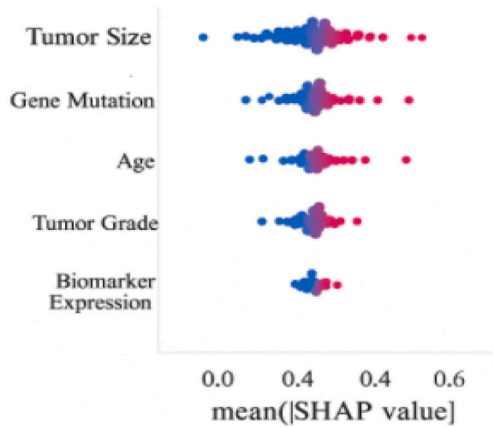 Tumor Size
Gene Mutation
Age
Tumor Grade
Biomarker
Expression
0.0 0.4 0.4 0.6
mean(|SHAP value]